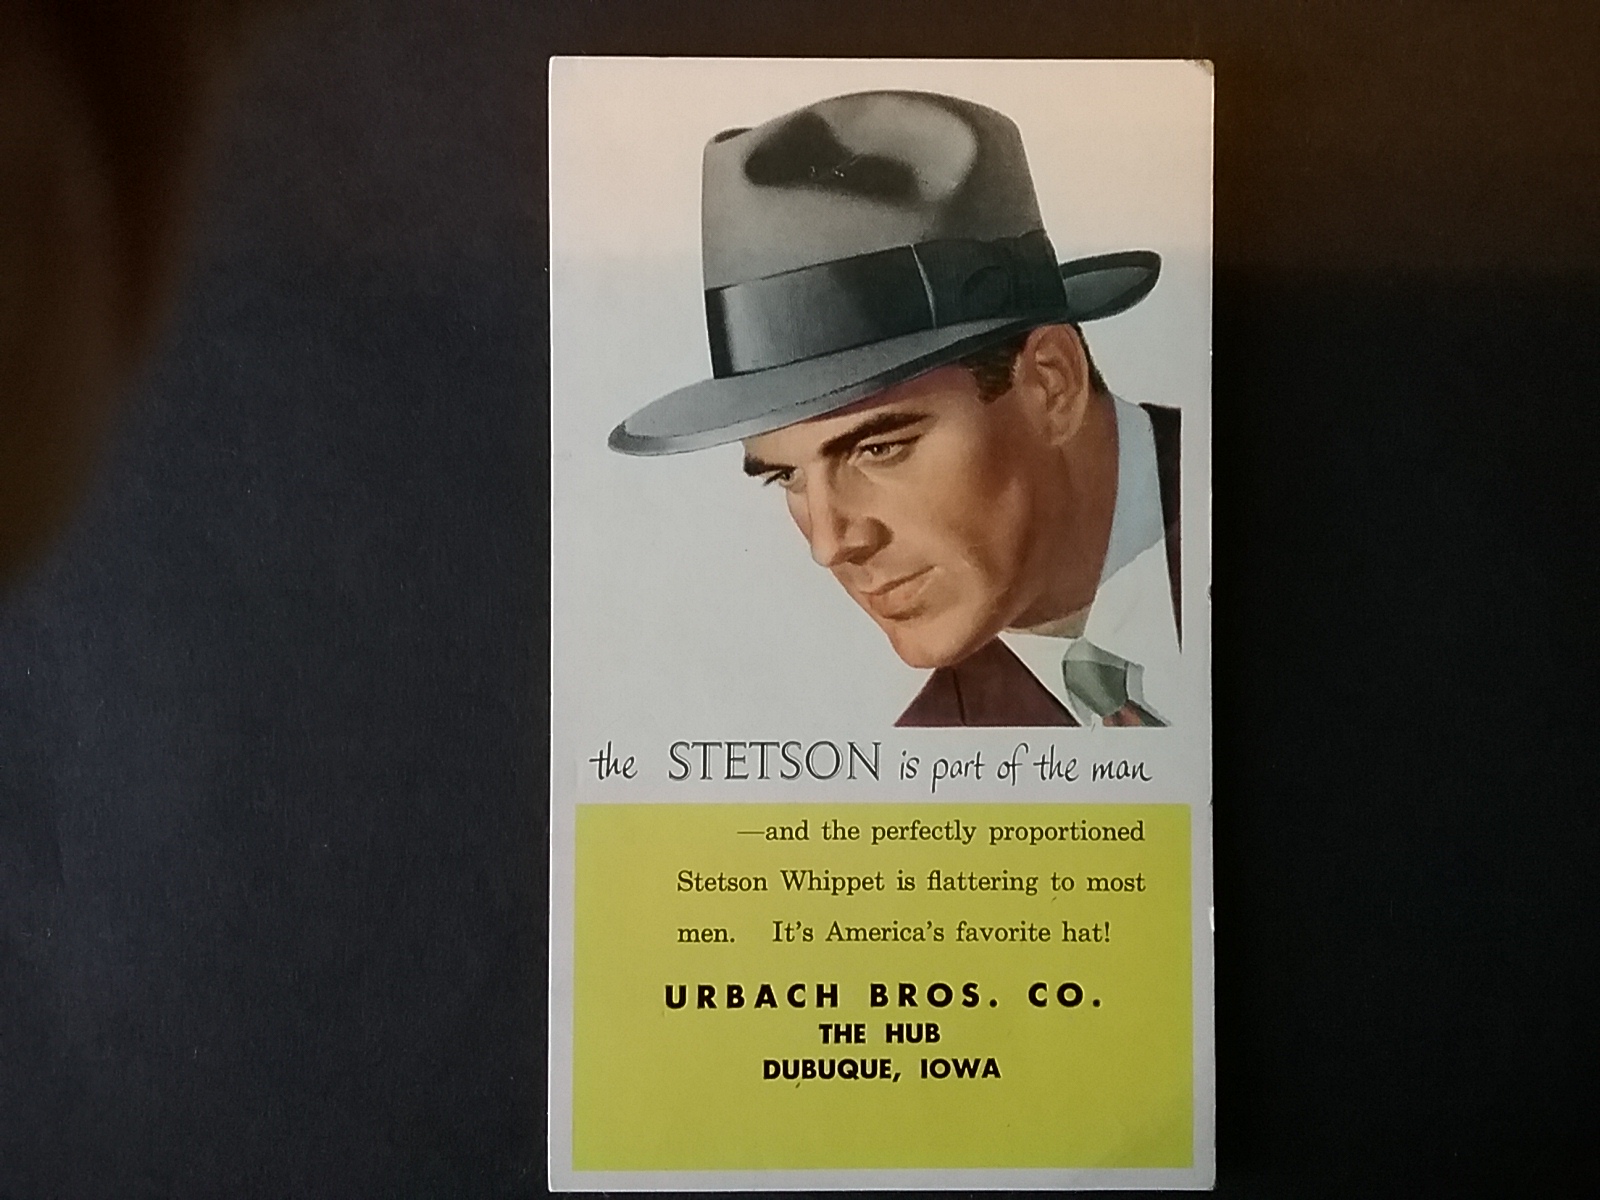 the STETSON is part of the man
—and the perfectly proportioned
Stetson Whippet is flattering to most
men. It's America's favorite hat!
URBACH BROS. CO.
THE HUB
DUBUQUE, IOWA